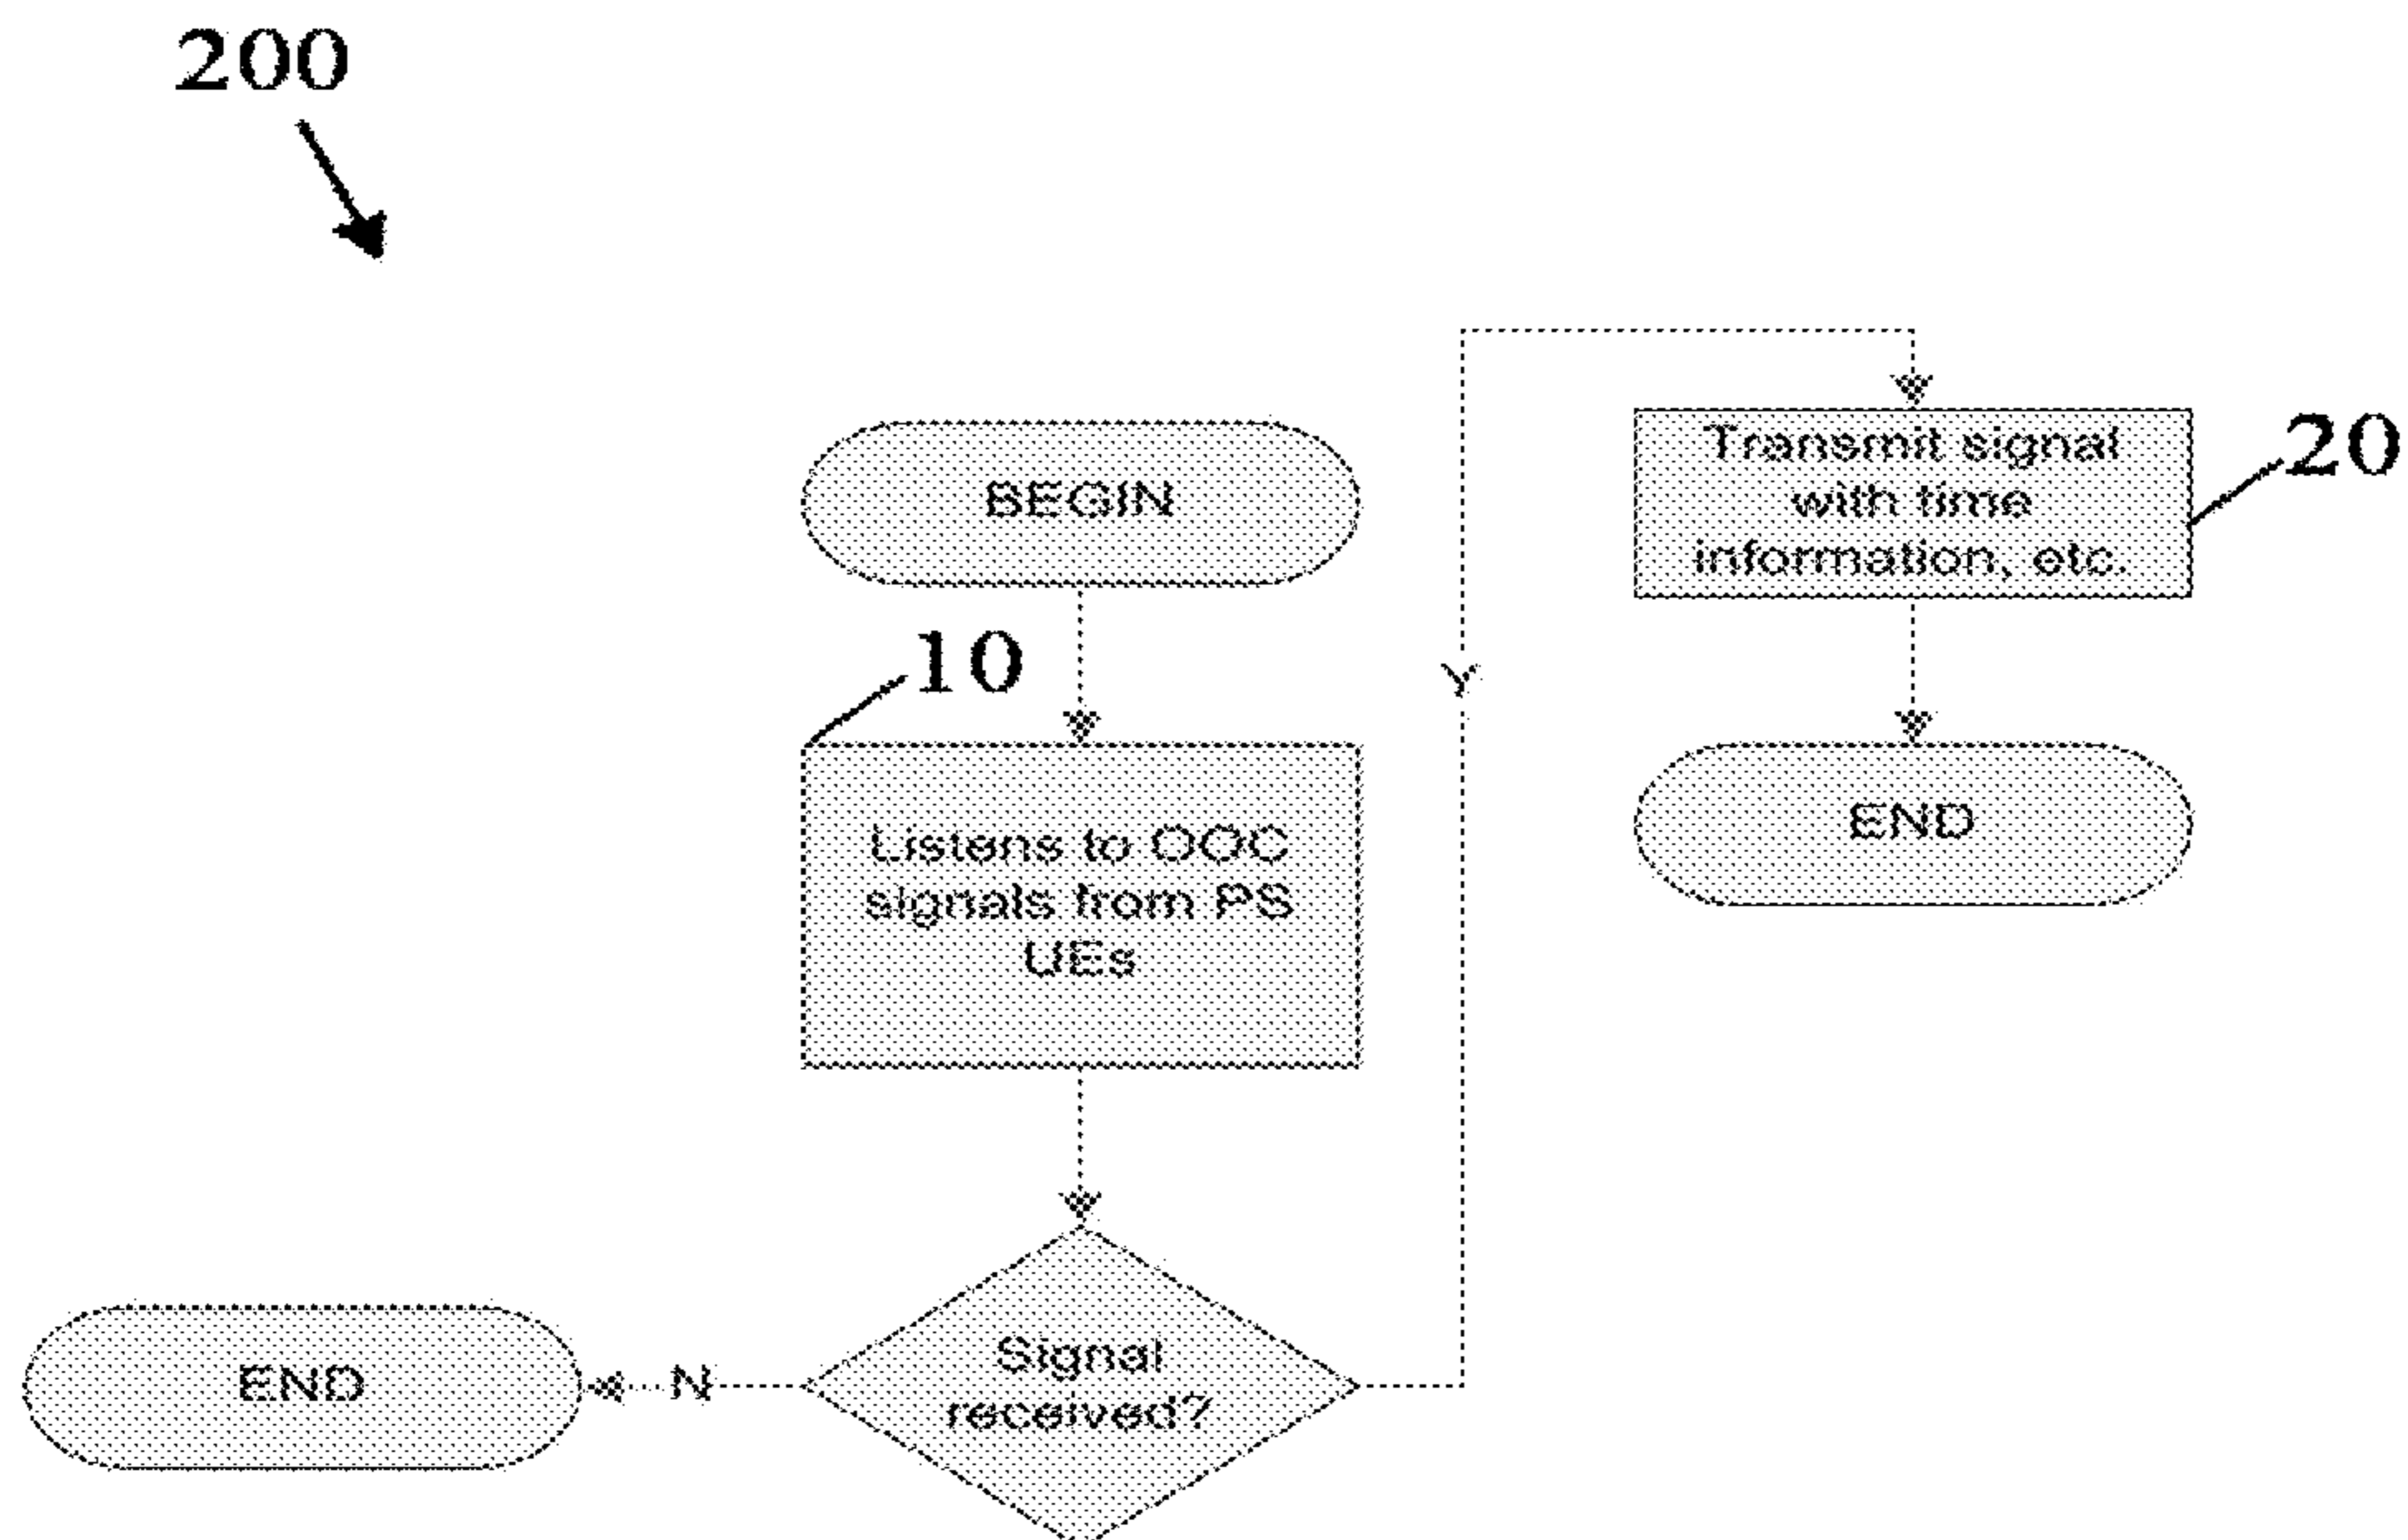 200
BEGIN
10
Listens to OOC
signals from PS
UEs
Signal
received?
N
END
Y
Transmit signal
with time
information, etc.
20
END